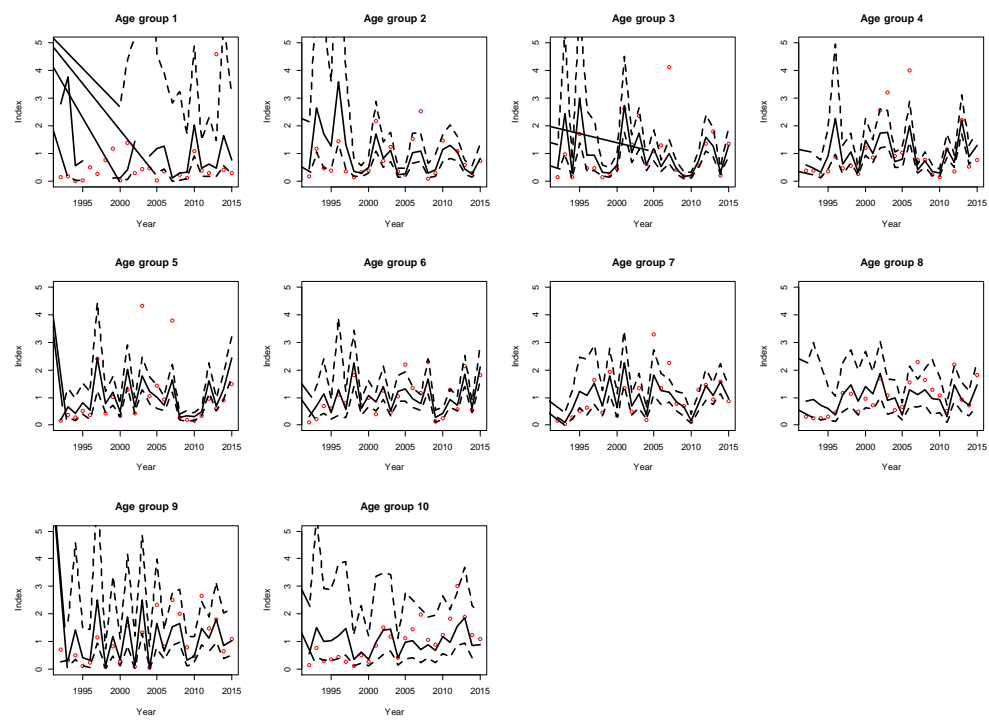 Age group 1
Index
5
4
3
2
1
0
1995 2000 2005 2010 2015
Year
Age group 2
Index
5
4
3
2
1
0
1995 2000 2005 2010 2015
Year
Age group 3
Index
5
4
3
2
1
0
1995 2000 2005 2010 2015
Year
Age group 4
Index
5
4
3
2
1
0
1995 2000 2005 2010 2015
Year
Age group 5
Index
5
4
3
2
1
0
1995 2000 2005 2010 2015
Year
Age group 6
Index
5
4
3
2
1
0
1995 2000 2005 2010 2015
Year
Age group 7
Index
5
4
3
2
1
0
1995 2000 2005 2010 2015
Year
Age group 8
Index
5
4
3
2
1
0
1995 2000 2005 2010 2015
Year
Age group 9
Index
5
4
3
2
1
0
1995 2000 2005 2010 2015
Year
Age group 10
Index
5
4
3
2
1
0
1995 2000 2005 2010 2015
Year